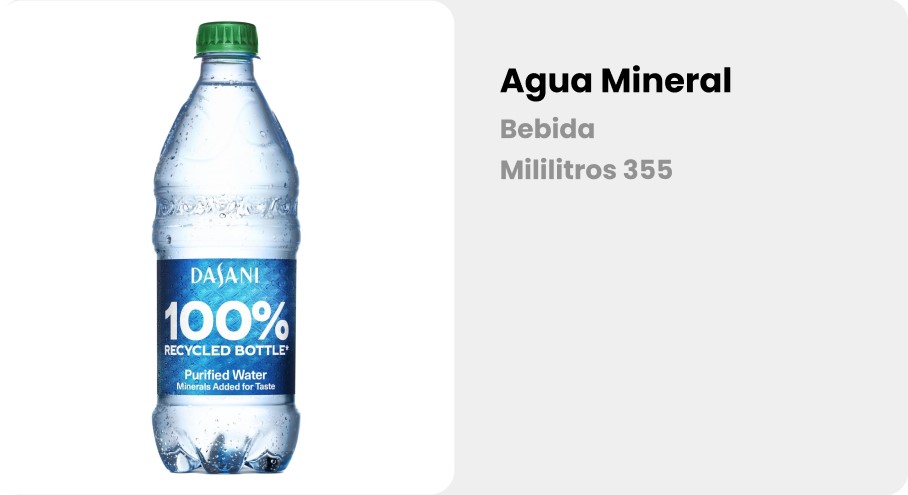 DASANI
100%
RECYCLED BOTTLE*
Purified Water
Minerals Added for Taste
Agua Mineral
Bebida
Mililitros 355